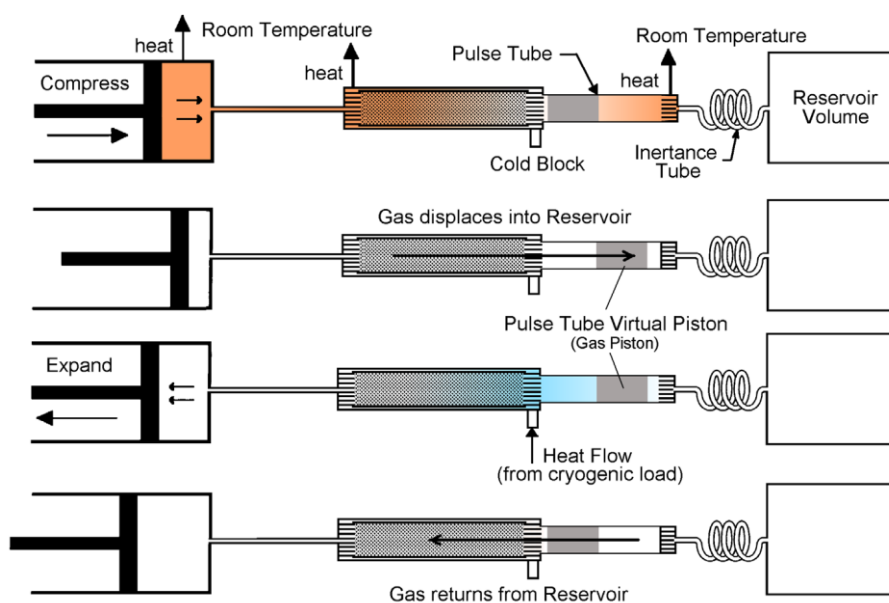 Room Temperature
heat
Compress
heat
Pulse Tube
Room Temperature
heat
Reservoir
Volume
Inertance
Tube
Cold Block
Gas displaces into Reservoir
Pulse Tube Virtual Piston
(Gas Piston)
Expand
Heat Flow
(from cryogenic load)
Gas returns from Reservoir